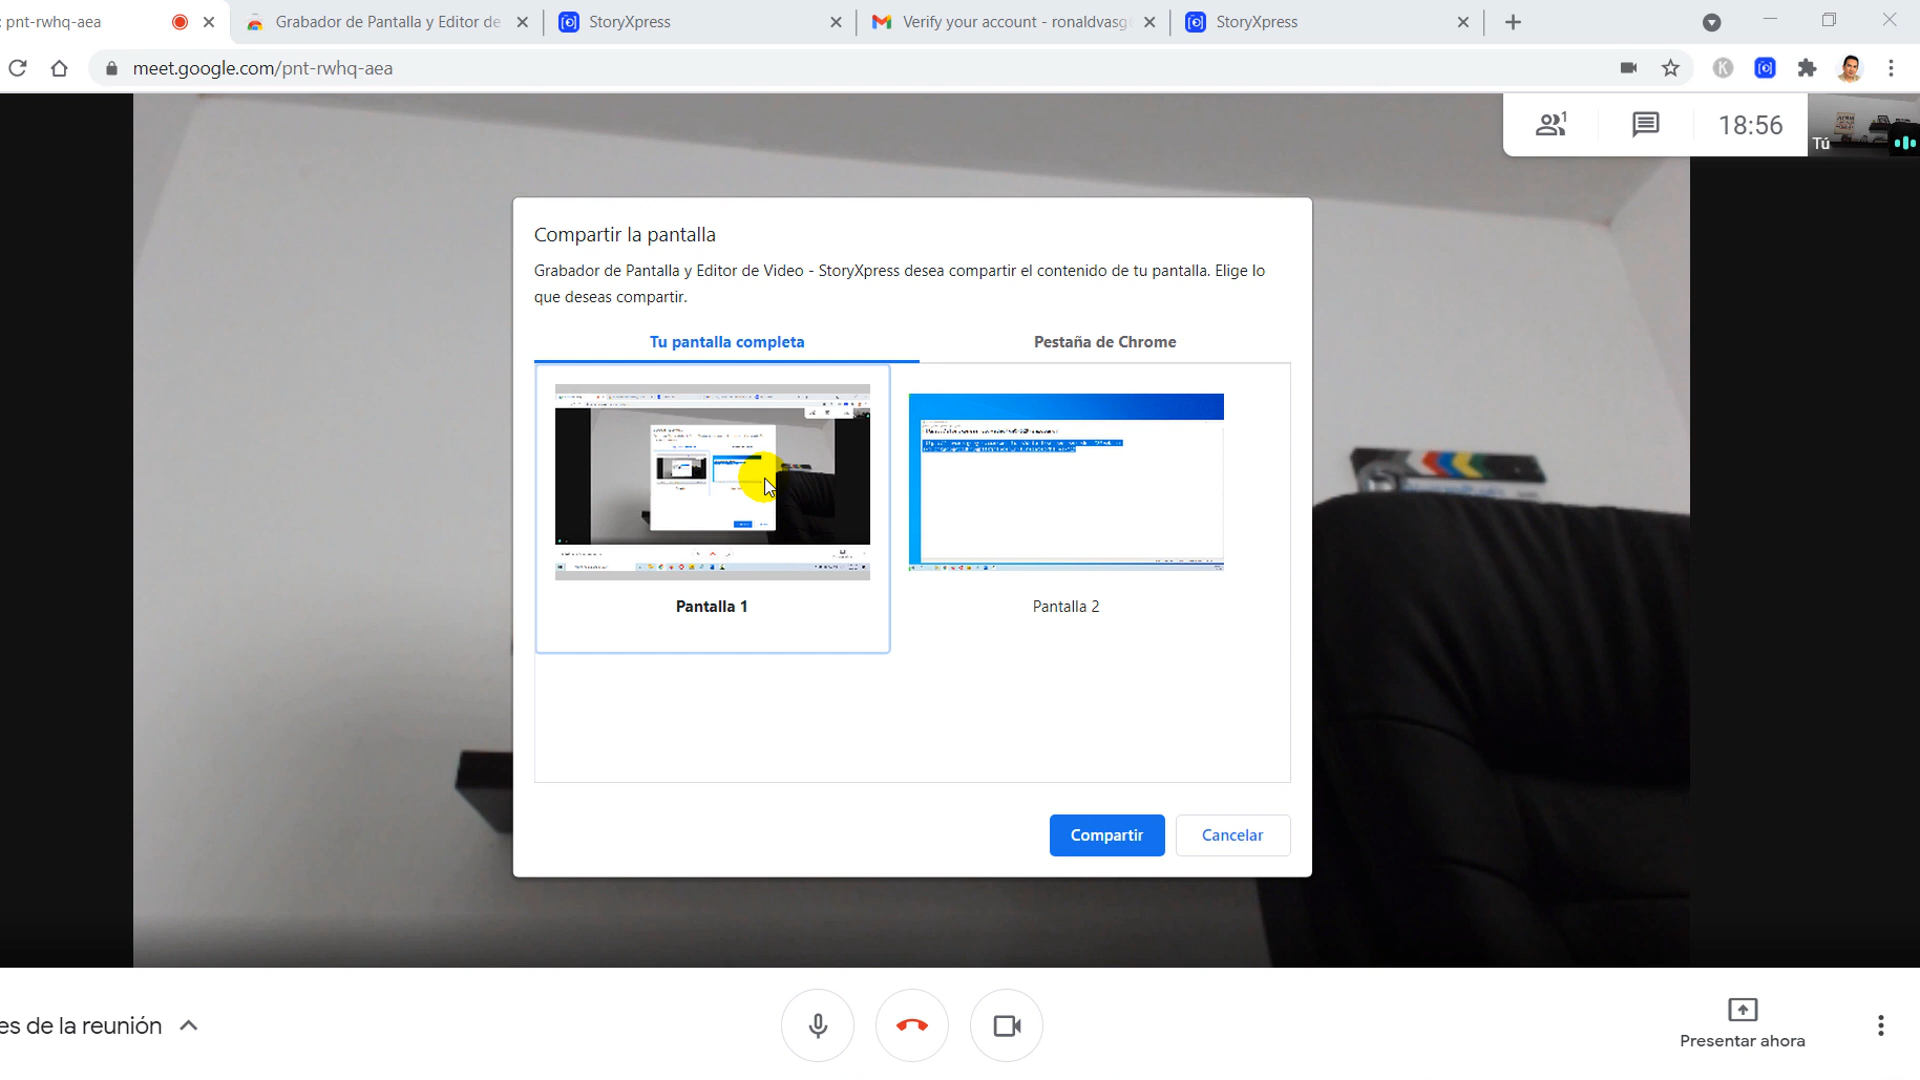 : pnt-rwhq-aea
Grabador de Pantalla y Editor de
StoryXpress
Verify your account - ronaldvasg
StoryXpress
meet.google.com/pnt-rwhq-aea
K
1
18:56
Tú
Compartir la pantalla
Grabador de Pantalla y Editor de Video - StoryXpress desea compartir el contenido de tu pantalla. Elige lo
que deseas compartir.
Tu pantalla completa
Pestaña de Chrome
Pantalla 1
Pantalla 2
Compartir
Cancelar
es de la reunión
Presentar ahora